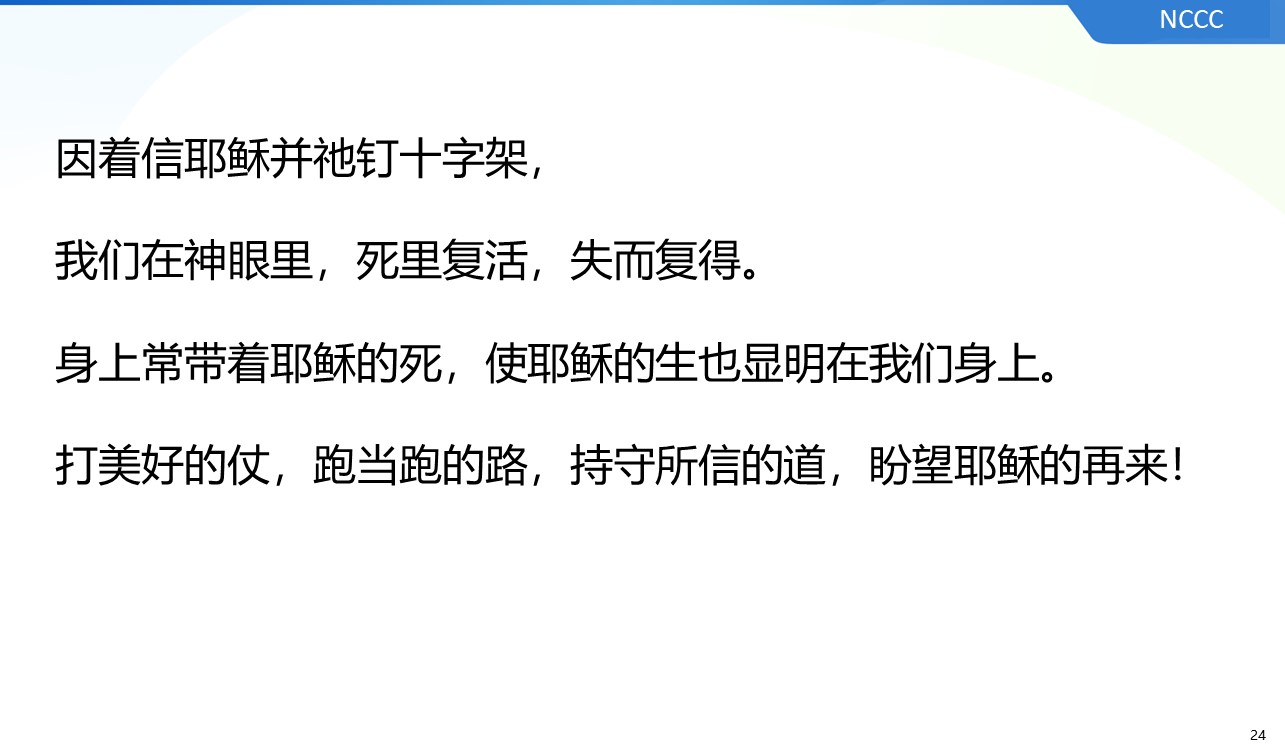 NCCC
因着信耶稣并祂钉十字架，
我们在神眼里，死里复活，失而复得。
身上常带着耶稣的死，使耶稣的生也显明在我们身上。
打美好的仗，跑当跑的路，持守所信的道，盼望耶稣的再来！
24